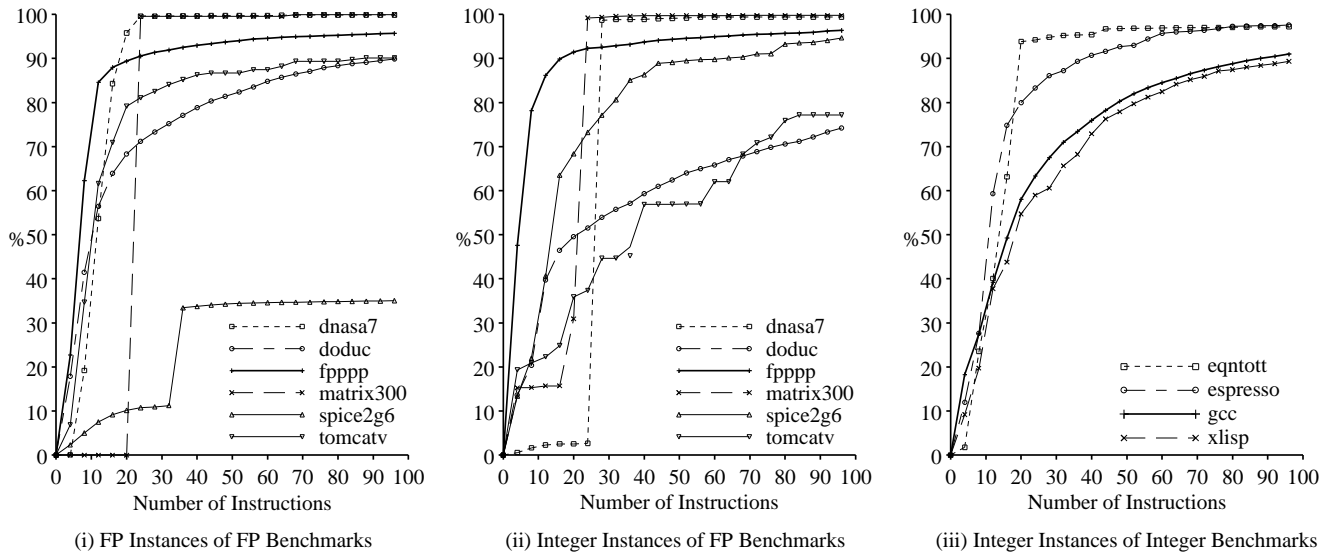 100
90
80
70
60
%50
40
30
20
10
0
0 10 20 30 40 50 60 70 80 90 100
Number of Instructions
dnasa7
doduc
fpppp
matrix300
spice2g6
tomcatv
(i) FP Instances of FP Benchmarks
100
90
80
70
60
%50
40
30
20
10
0
0 10 20 30 40 50 60 70 80 90 100
Number of Instructions
dnasa7
doduc
fpppp
matrix300
spice2g6
tomcatv
(ii) Integer Instances of FP Benchmarks
100
90
80
70
60
%50
40
30
20
10
0
0 10 20 30 40 50 60 70 80 90 100
Number of Instructions
eqntott
espresso
gcc
xlisp
(iii) Integer Instances of Integer Benchmarks